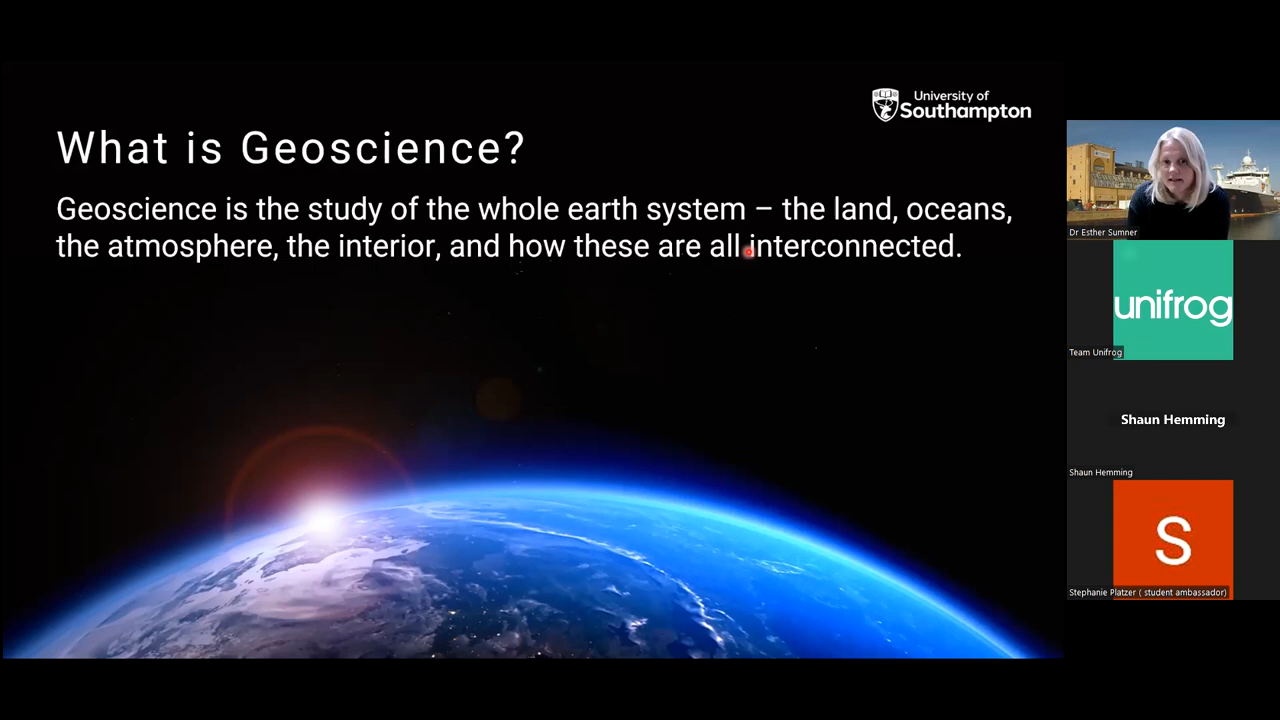 University of
Southampton
What is Geoscience?
Geoscience is the study of the whole earth system – the land, oceans,
the atmosphere, the interior, and how these are all interconnected.
Dr Esther Sumner
unifrog
Team Unifrog
Shaun Hemming
Shaun Hemming
S
Stephanie Platzer ( student ambassador)